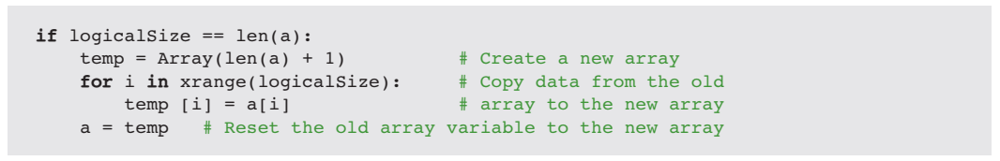 if logicalSize == len(a):
    temp = Array(len(a) + 1)             # Create a new array
    for i in xrange(logicalSize):     # Copy data from the old
        temp [i] = a[i]                  # array to the new array
    a = temp   # Reset the old array variable to the new array